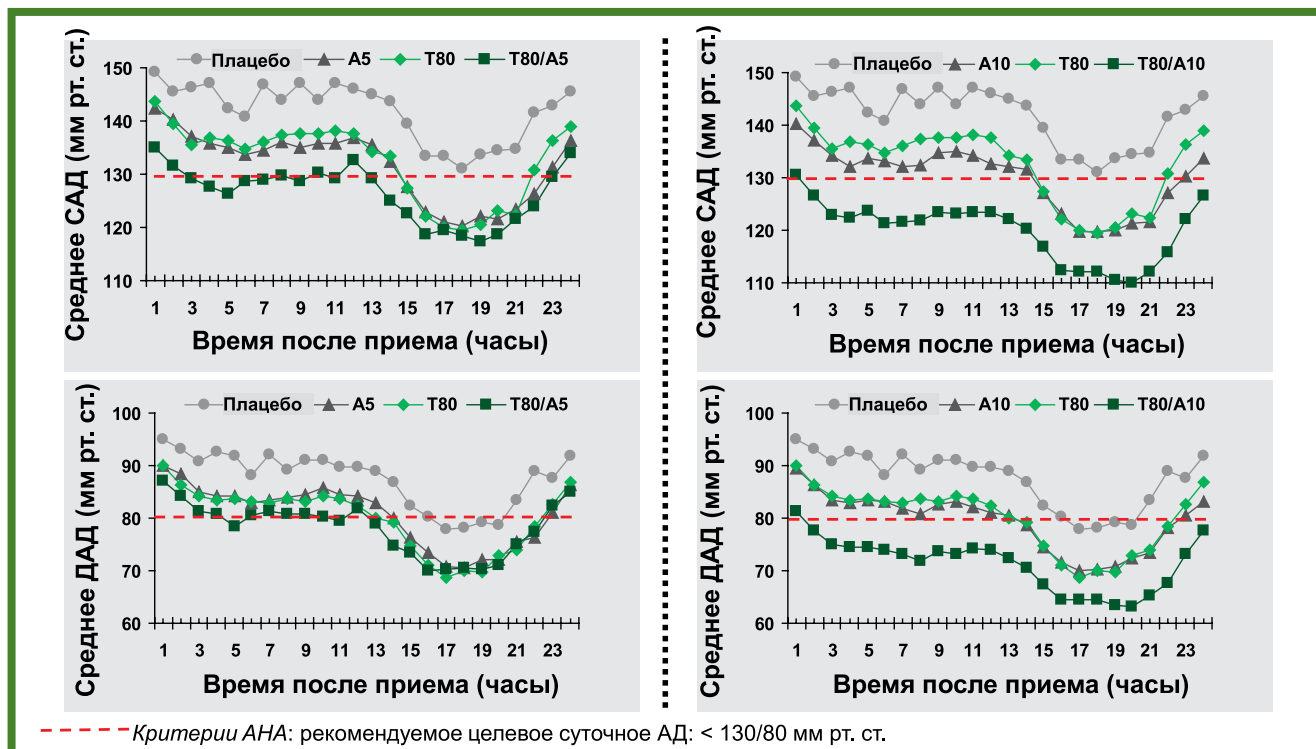 Плацебо A5 T80 T80/A5
Среднее САД (мм рт. ст.)
150
140
130
120
110
1 3 5 7 9 11 13 15 17 19 21 23
Время после приема (часы)
Плацебо A10 T80 T80/A10
Среднее САД (мм рт. ст.)
150
140
130
120
110
1 3 5 7 9 11 13 15 17 19 21 23
Время после приема (часы)
Плацебо A5 T80 T80/A5
Среднее ДАД (мм рт. ст.)
100
90
80
70
60
1 3 5 7 9 11 13 15 17 19 21 23
Время после приема (часы)
Плацебо A10 T80 T80/A10
Среднее ДАД (мм рт. ст.)
100
90
80
70
60
1 3 5 7 9 11 13 15 17 19 21 23
Время после приема (часы)
Критерии AHA: рекомендуемое целевое суточное АД: < 130/80 мм рт. ст.